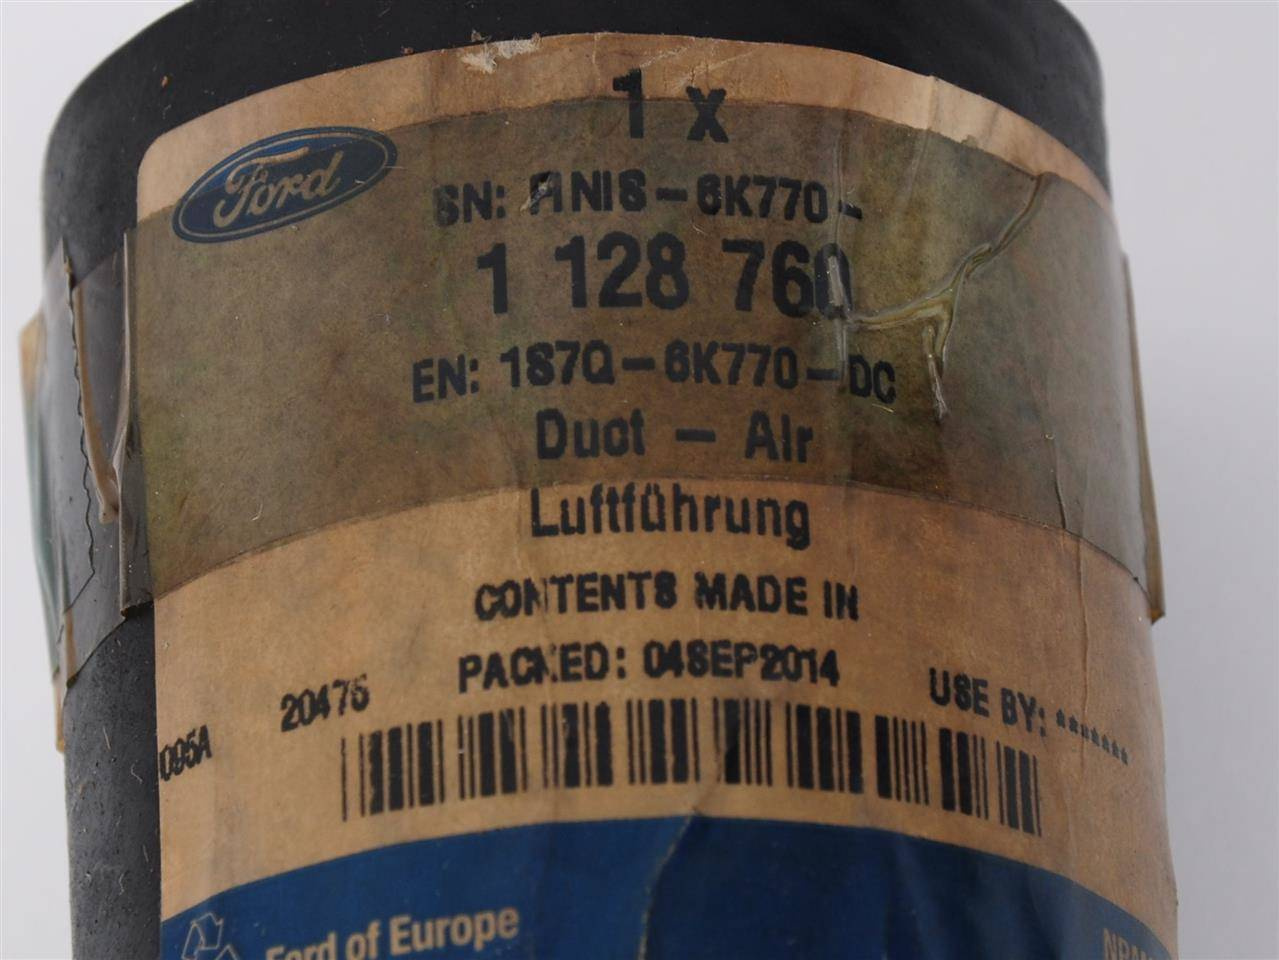 1 x
Ford
SN: FINIS-6K770-
1 128 760
EN: 1S7Q-6K770-DC
Duct - Air
Luftführung
CONTENTS MADE IN
PACKED: 04SEP2014
20475
USE BY: *******
Ford of Europe